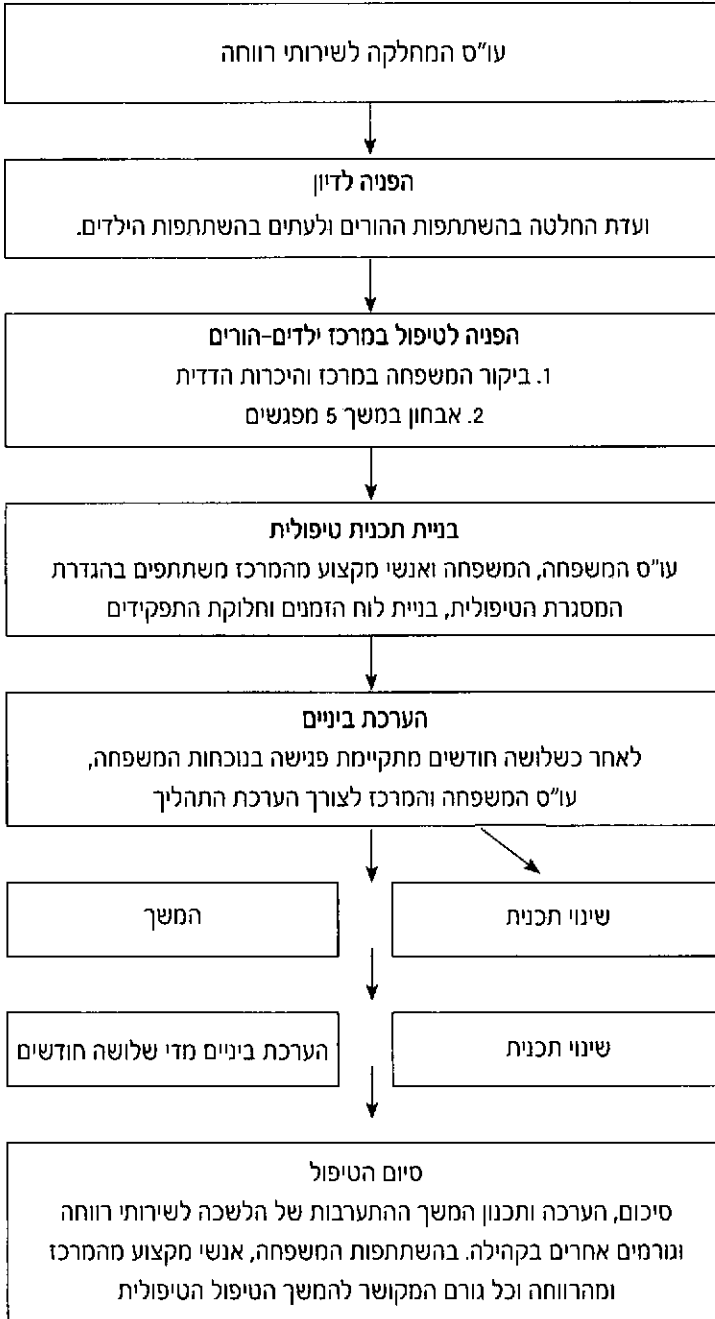 עו"ס המחלקה לשירותי רווחה
הפניה לדיון
ועדת החלטה בהשתתפות ההורים ולעתים בהשתתפות הילדים.
הפניה לטיפול במרכז ילדים-הורים
1. ביקור המשפחה במרכז והיכרות הדדית
2. אבחון במשך 5 מפגשים
בניית תכנית טיפולית
עו"ס המשפחה, המשפחה ואנשי מקצוע מהמרכז משתתפים בהגדרת
המסגרת הטיפולית, בניית לוח הזמנים וחלוקת התפקידים
הערכת ביניים
לאחר כשלושה חודשים מתקיימת פגישה בנוכחות המשפחה,
עו"ס המשפחה והמרכז לצורך הערכת התהליך
שינוי תכנית
המשך
שינוי תכנית
הערכת ביניים מדי שלושה חודשים
סיום הטיפול
סיכום, הערכה ותכנון המשך ההתערבות של הלשכה לשירותי רווחה
וגורמים אחרים בקהילה. בהשתתפות המשפחה, אנשי מקצוע מהמרכז
ומהרווחה וכל גורם המקושר להמשך הטיפול הטיפולית